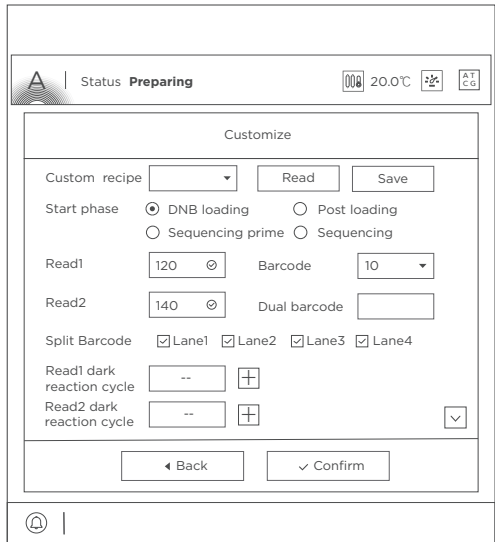 A Status Preparing 20.0℃ A T
C G
Customize
Custom recipe Read Save
Start phase DNB loading Post loading
Sequencing prime Sequencing
Read1 120 Barcode 10
Read2 140 Dual barcode
Split Barcode Lane1 Lane2 Lane3 Lane4
Read1 dark
reaction cycle --
Read2 dark
reaction cycle --
Back Confirm